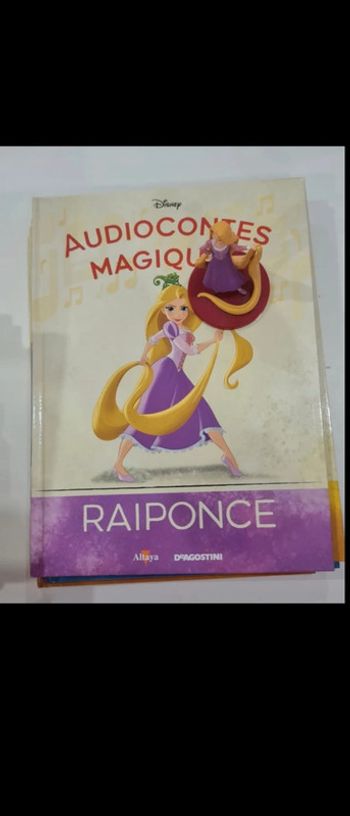 Disney
AUDIOCONTES
MAGIQU
RAIPONCE
Altaya DeAGOSTINI